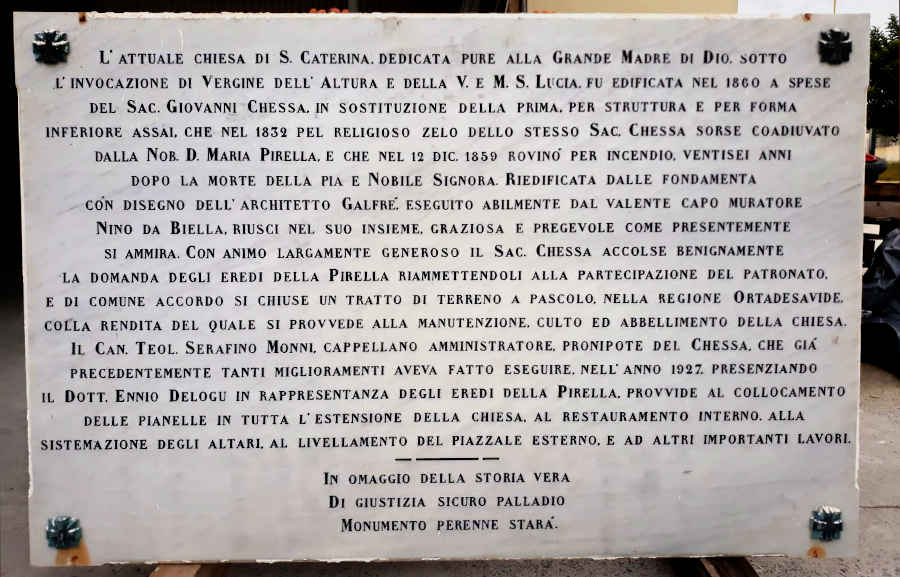 L'ATTUALE CHIESA DI S. CATERINA, DEDICATA PURE ALLA GRANDE MADRE DI DIO, SOTTO
L'INVOCAZIONE DI VERGINE DELL'ALTURA E DELLA V. E M. S. LUCIA, FU EDIFICATA NEL 1860 A SPESE
DEL SAC. GIOVANNI CHESSA, IN SOSTITUZIONE DELLA PRIMA, PER STRUTTURA E PER FORMA
INFERIORE ASSAI, CHE NEL 1832 PEL RELIGIOSO ZELO DELLO STESSO SAC. CHESSA SORSE COADIUVATO
DALLA NOB. D. MARIA PIRELLA, E CHE NEL 12 DIC. 1859 ROVINÒ PER INCENDIO, VENTISEI ANNI
DOPO LA MORTE DELLA PIA E NOBILE SIGNORA. RIEDIFICATA DALLE FONDAMENTA
CÒN DISEGNO DELL'ARCHITETTO GALFRÉ, ESEGUITO ABILMENTE DAL VALENTE CAPO MURATORE
NINO DA BIELLA, RIUSCÌ NEL SUO INSIEME, GRAZIOSA E PREGEVOLE COME PRESENTEMENTE
SI AMMIRA. CON ANIMO LARGAMENTE GENEROSO IL SAC. CHESSA ACCOLSE BENIGNAMENTE
LA DOMANDA DEGLI EREDI DELLA PIRELLA RIAMMETTENDOLI ALLA PARTECIPAZIONE DEL PATRONATO,
E DI COMUNE ACCORDO SI CHIUSE UN TRATTO DI TERRENO A PASCOLO, NELLA REGIONE ORTADESAVIDE,
COLLA RENDITA DEL QUALE SI PROVVEDE ALLA MANUTENZIONE, CULTO ED ABBELLIMENTO DELLA CHIESA.
IL CAN. TEOL. SERAFINO MONNI, CAPPELLANO AMMINISTRATORE, PRONIPOTE DEL CHESSA, CHE GIÁ
PRECEDENTEMENTE TANTI MIGLIORAMENTI AVEVA FATTO ESEGUIRE, NELL'ANNO 1927, PRESENZIANDO
IL DOTT. ENNIO DELOGU IN RAPPRESENTANZA DEGLI EREDI DELLA PIRELLA, PROVVIDE AL COLLOCAMENTO
DELLE PIANELLE IN TUTTA L'ESTENSIONE DELLA CHIESA, AL RESTAURAMENTO INTERNO, ALLA
SISTEMAZIONE DEGLI ALTARI, AL LIVELLAMENTO DEL PIAZZALE ESTERNO, E AD ALTRI IMPORTANTI LAVORI.
IN OMAGGIO DELLA STORIA VERA
DI GIUSTIZIA SICURO PALLADIO
MONUMENTO PERENNE STARÁ.